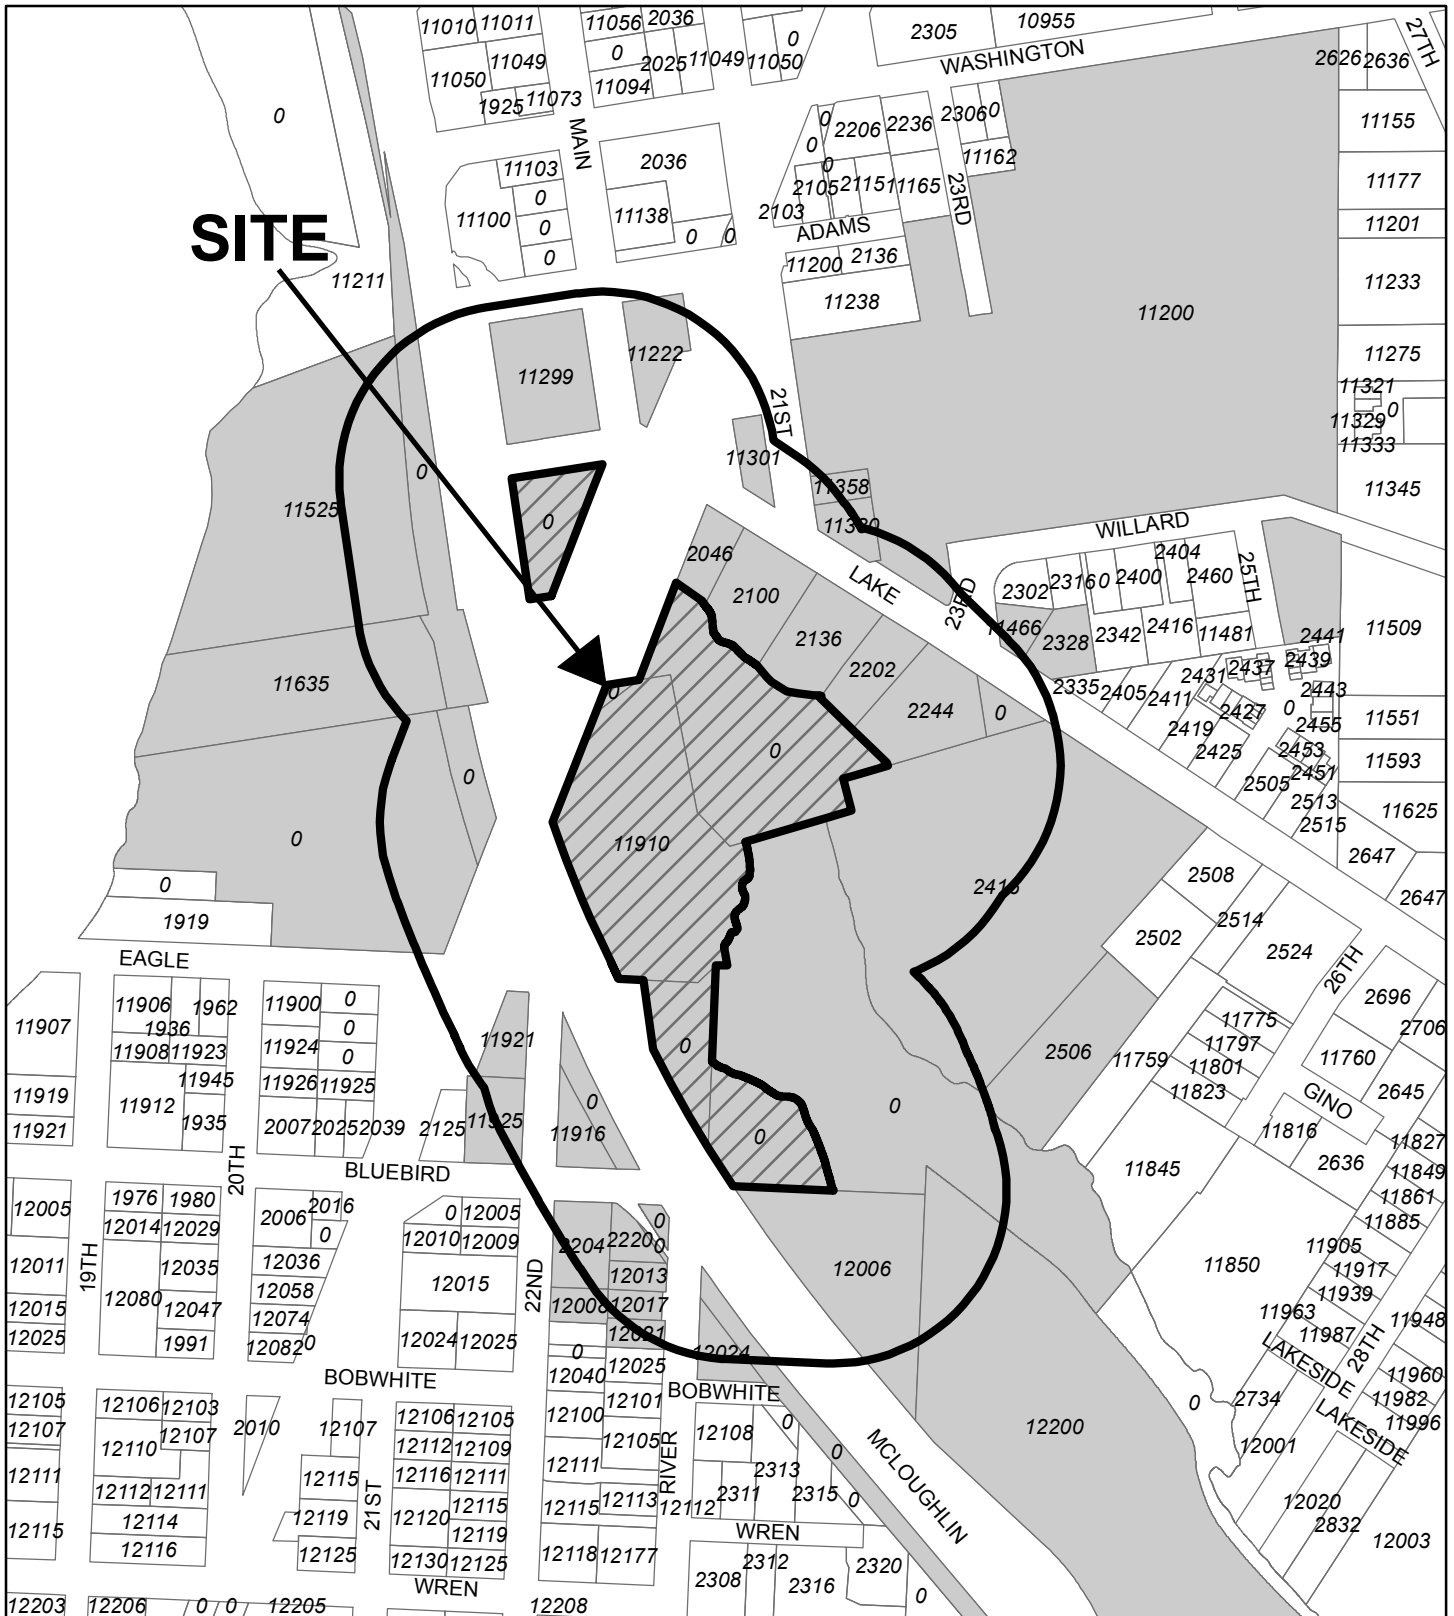 11010 11011 11056 2036 2305 10955 27TH
0 0 WASHINGTON 2626 2636
11050 11049 11094 2025 11049 11050
0 1925 11073 MAIN 11155
0 2206 2236 2306 0
0 0 11162
11103 2036 2105 2115 11165 23RD 11177
0 11100 0 11138 2103 11201
SITE 0 0 0 ADAMS
11211 11200 2136 11233
11238 11200
11299 11222 11275
11321
21ST 11329 0
11333
0 11301 11358 11345
11525 0 11380 WILLARD
2046 2404
LAKE 2302 2316 0 2400 2460 25TH
2100 23RD
2136 11466 2328 2342 2416 11481 2441 11509
11635 0 2202 2431 2437 2439
2244 0 2335 2405 2411 2443
0 0 2419 2427 0 2455 11551
2425 2453 11593
2505 2451
0 11910 2513 11625
2515
2647
0 2416 2508 2647
1919 2514
2502 2524
EAGLE 26TH
11906 1962 11900 0 2696
11907 1936 0 11775 2706
11908 11923 11924 0 11921 0 2506 11759 11797 11760
11945 11926 11925 11801 2645
11919 11912 11823 GINO
1935 2007 2025 2039 2125 11925 0 11916 0 0 11816 11827
11921 2636 11849
BLUEBIRD 11845
20TH 11861
12005 1976 1980 2006 2016 0 12005 0 11885
12014 12029 0 12010 12009 2204 2220 0 11905
12011 19TH 12035 12036 12015 22ND 12013 12006 11850 11917
12058 11939
12015 12080 12047 12074 12008 12017 11963 11948
12025 1991 12082 0 12024 12025 12021 11987
0 12025 12024 LAKESIDE 28TH
BOBWHITE 12040 BOBWHITE 11960
12105 12106 12103 12101 0 2734 11982
12107 12107 2010 12107 12106 12105 12100 12108 0 12200 LAKESIDE 11996
12110 12112 12109 12105 0 MCLOUGHLIN 12001
12111 12115 12116 12111 12111 RIVER 2313
12112 12111 12115 12115 12113 12112 2311 2315 0 12020
12115 12114 12119 21ST 12120 12119 WREN 2832
12116 12125 12130 12125 12118 12177 2312 2320 12003
WREN 2308 2316 0
12203 12206 0 0 12205 12208